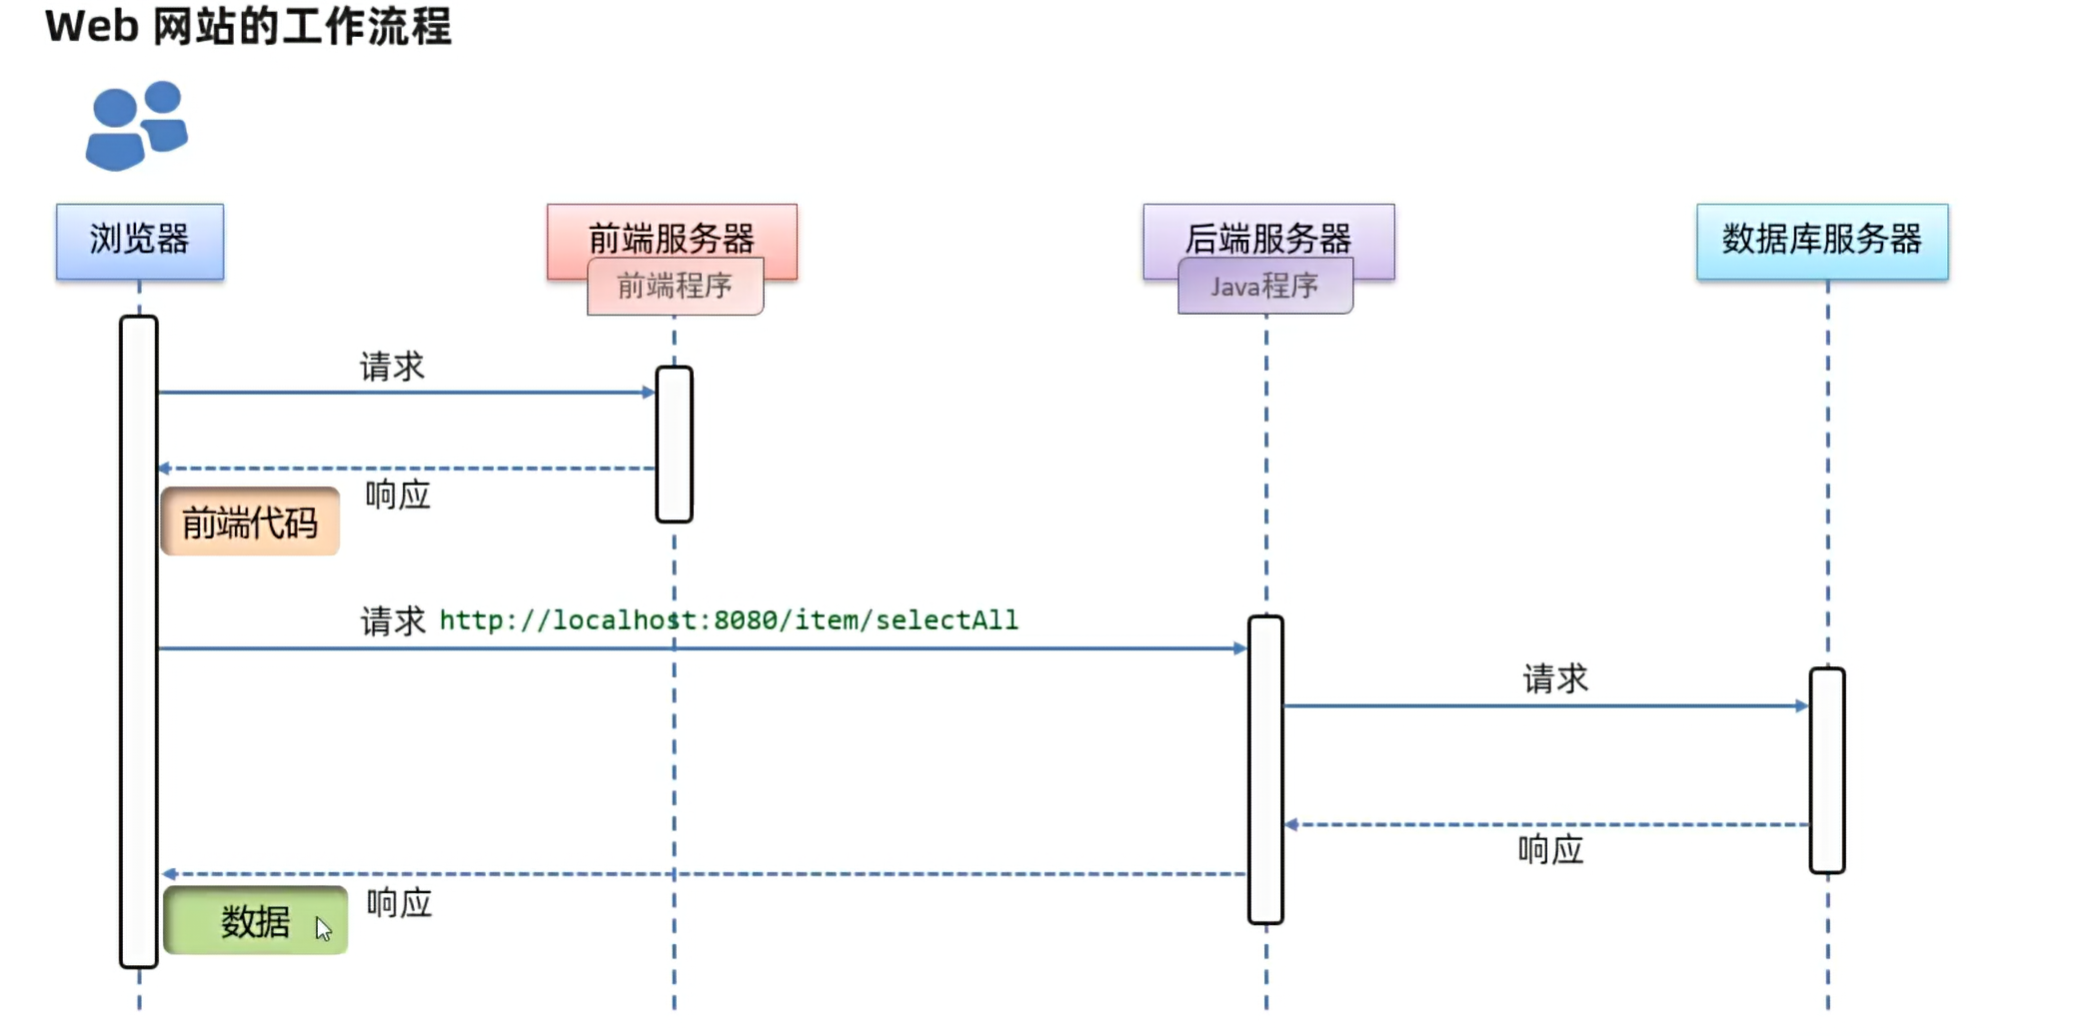 Web 网站的工作流程
浏览器
前端服务器
前端程序
后端服务器
Java程序
数据库服务器
请求
响应
前端代码
请求 http://localhost:8080/item/selectAll
请求
响应
响应
数据